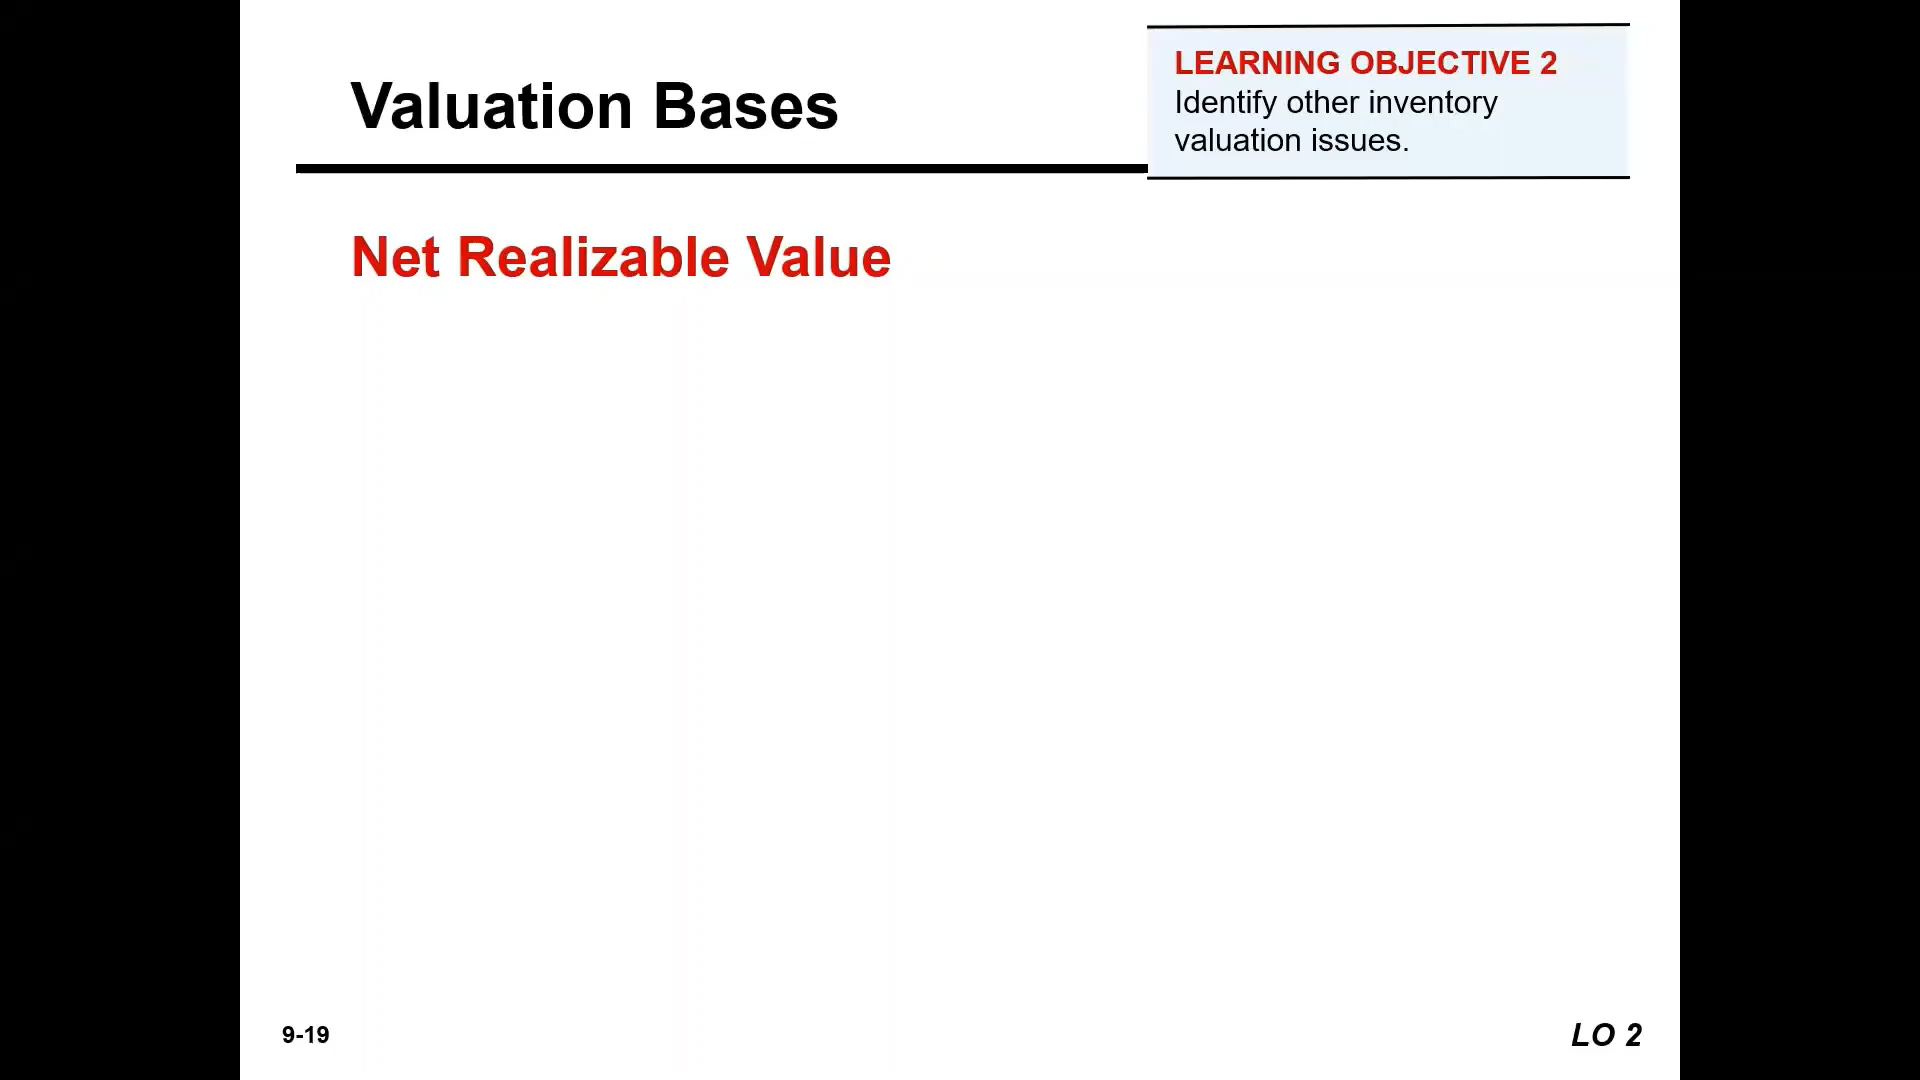 Valuation Bases
LEARNING OBJECTIVE 2
Identify other inventory
valuation issues.
Net Realizable Value
9-19
LO 2